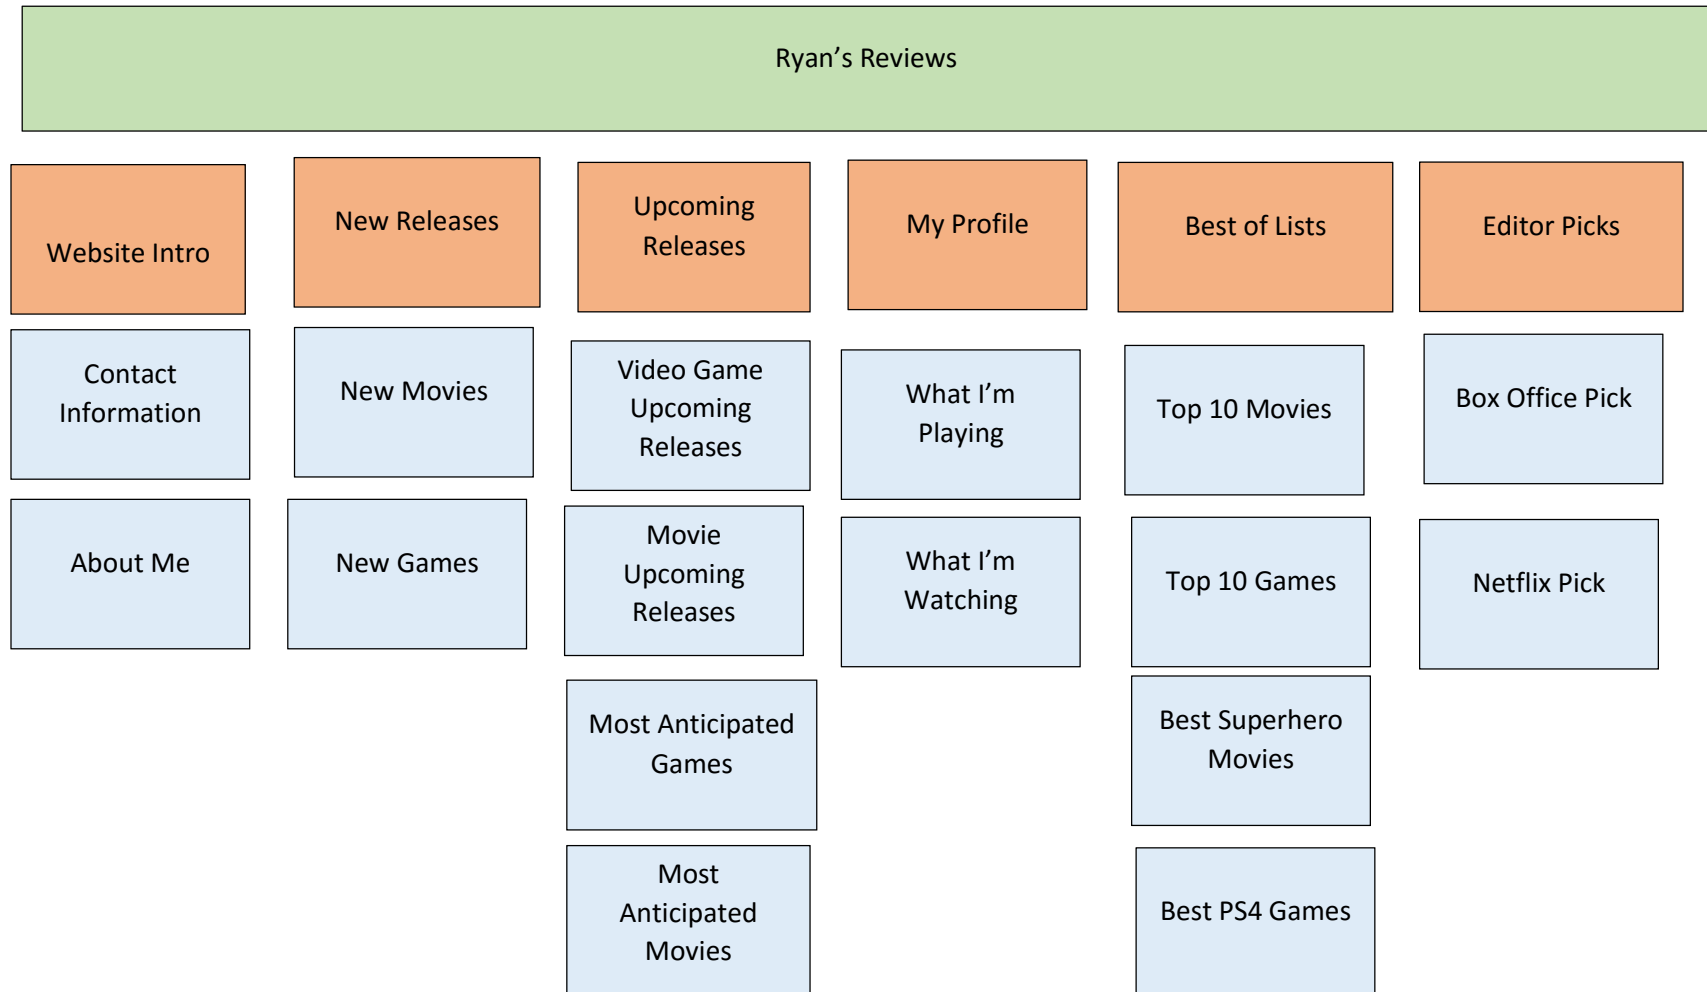 Ryan’s Reviews
Website Intro
New Releases
Upcoming
Releases
My Profile
Best of Lists
Editor Picks
Contact
Information
New Movies
Video Game
Upcoming
Releases
What I’m
Playing
Top 10 Movies
Box Office Pick
About Me
New Games
Movie
Upcoming
Releases
What I’m
Watching
Top 10 Games
Netflix Pick
Most Anticipated
Games
Best Superhero
Movies
Most
Anticipated
Movies
Best PS4 Games